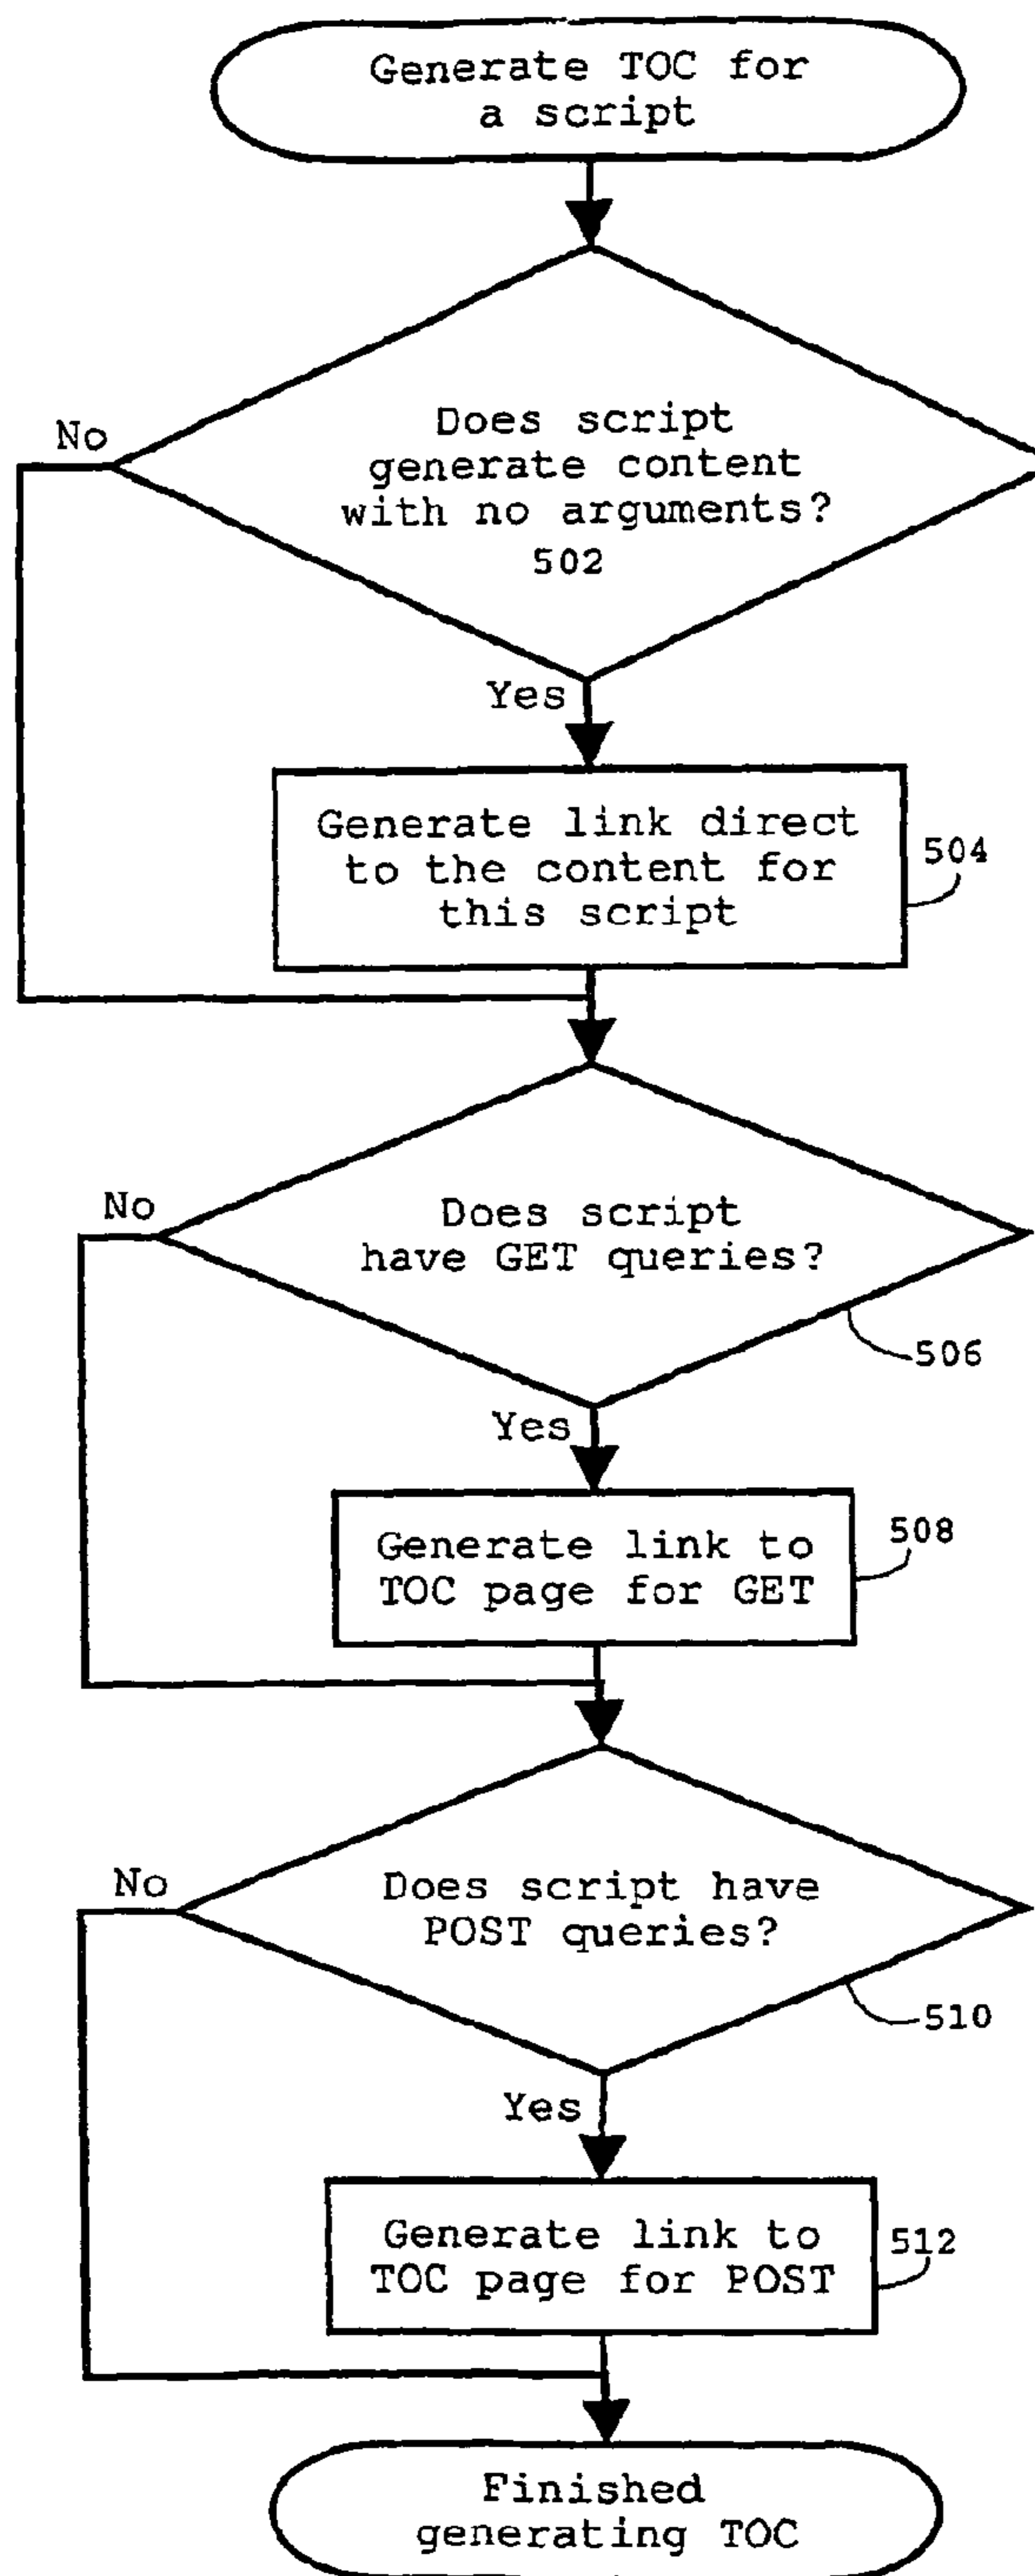 Generate TOC for
a script
Does script
generate content
with no arguments?
502
No
Yes
Generate link direct
to the content for
this script
504
Does script
have GET queries?
No
506
Yes
Generate link to
TOC page for GET
508
Does script have
POST queries?
No
510
Yes
Generate link to
TOC page for POST
512
Finished
generating TOC